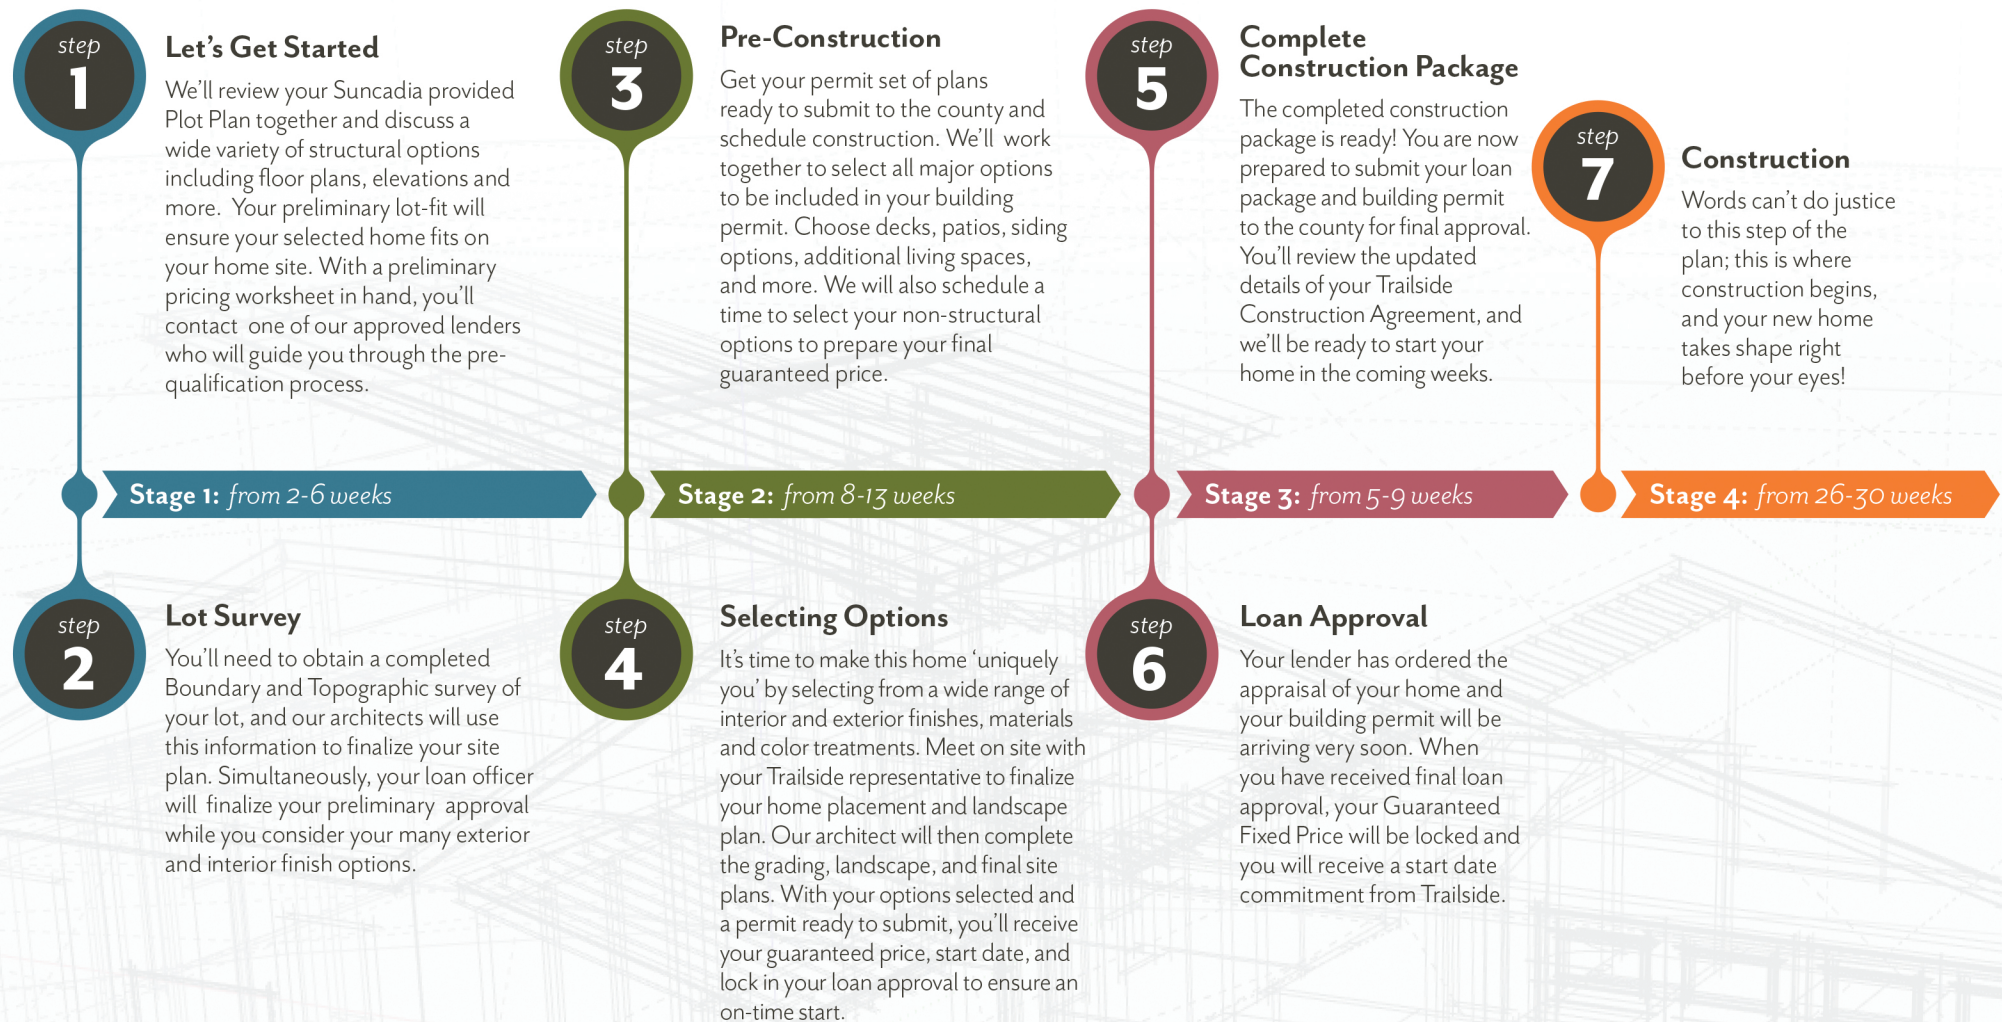 step
1
Let's Get Started
We'll review your Suncadia provided
Plot Plan together and discuss a
wide variety of structural options
including floor plans, elevations and
more.  Your preliminary lot-fit will
ensure your selected home fits on
your home site. With a preliminary
pricing worksheet in hand, you'll
contact  one of our approved lenders
who will guide you through the pre-
qualification process.
step
3
Pre-Construction
Get your permit set of plans
ready to submit to the county and
schedule construction. We'll  work
together to select all major options
to be included in your building
permit. Choose decks, patios, siding
options, additional living spaces,
and more. We will also schedule a
time to select your non-structural
options to prepare your final
guaranteed price.
step
5
Complete
Construction Package
The completed construction
package is ready! You are now
prepared to submit your loan
package and building permit
to the county for final approval.
You'll review the updated
details of your Trailside
Construction Agreement, and
we'll be ready to start your
home in the coming weeks.
step
7
Construction
Words can't do justice
to this step of the
plan; this is where
construction begins,
and your new home
takes shape right
before your eyes!
Stage 1: from 2-6 weeks
Stage 2: from 8-13 weeks
Stage 3: from 5-9 weeks
Stage 4: from 26-30 weeks
step
2
Lot Survey
You'll need to obtain a completed
Boundary and Topographic survey of
your lot, and our architects will use
this information to finalize your site
plan. Simultaneously, your loan officer
will  finalize your preliminary  approval
while you consider your many exterior
and interior finish options.
step
4
Selecting Options
It's time to make this home 'uniquely
you' by selecting from a wide range of
interior and exterior finishes, materials
and color treatments. Meet on site with
your Trailside representative to finalize
your home placement and landscape
plan. Our architect will then complete
the grading, landscape, and final site
plans. With your options selected and
a permit ready to submit, you'll receive
your guaranteed price, start date, and
lock in your loan approval to ensure an
on-time start.
step
6
Loan Approval
Your lender has ordered the
appraisal of your home and
your building permit will be
arriving very soon. When
you have received final loan
approval, your Guaranteed
Fixed Price will be locked and
you will receive a start date
commitment from Trailside.